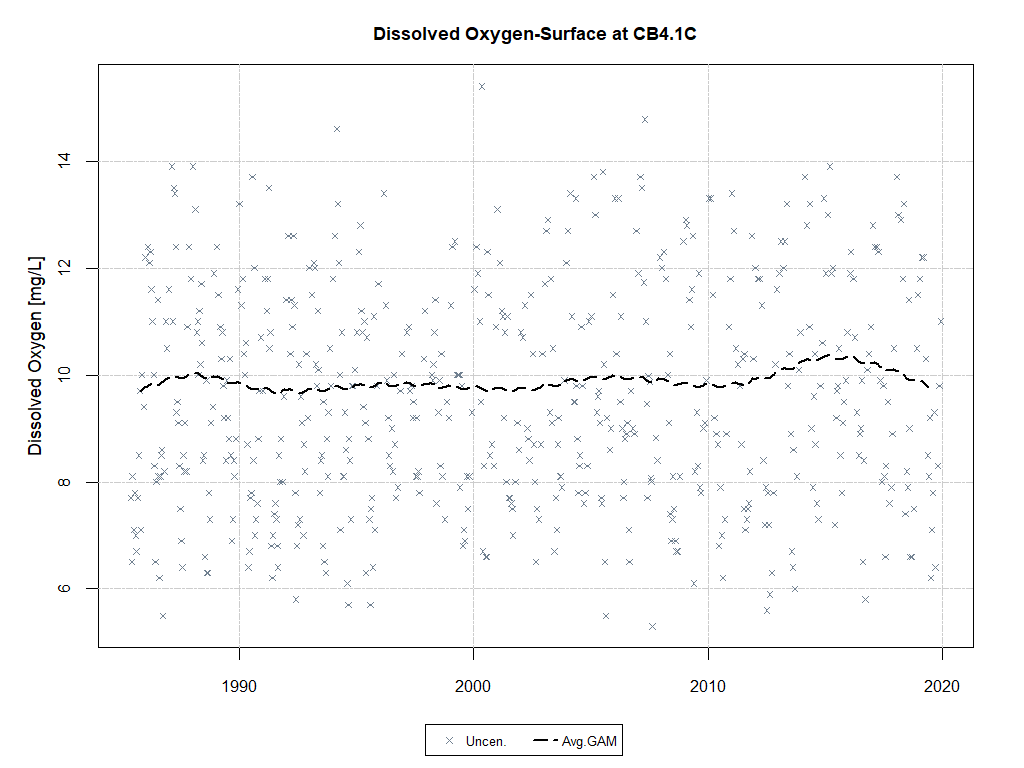 Dissolved Oxygen-Surface at CB4.1C
Dissolved Oxygen [mg/L]
14
12
10
8
6
1990 2000 2010 2020
Uncen. Avg.GAM